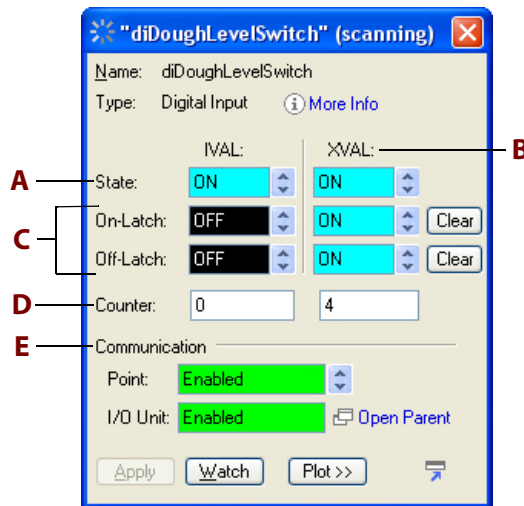 "diDoughLevelSwitch" (scanning)
Name: diDoughLevelSwitch
Type: Digital Input i More Info
IVAL: XVAL: B
A State: ON ON
C
On-Latch: OFF ON Clear
Off-Latch: OFF ON Clear
D Counter: 0 4
E Communication
Point: Enabled
I/O Unit: Enabled Open Parent
Apply Watch Plot >>